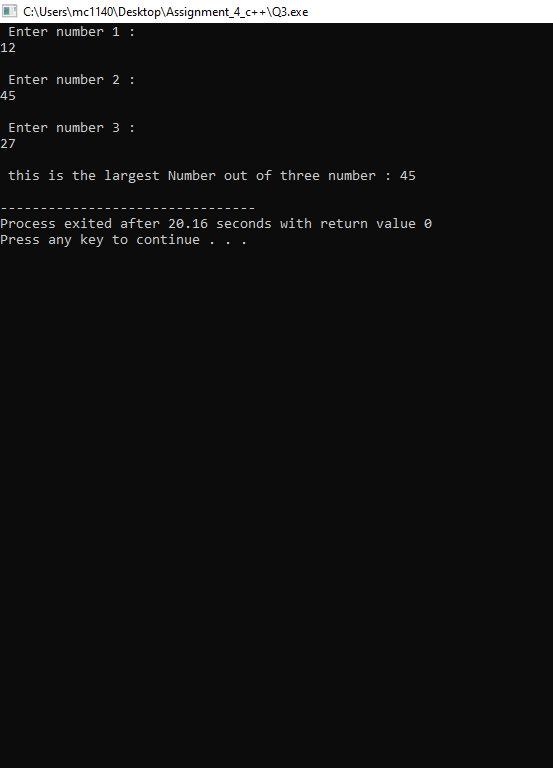 C:\Users\mc1140\Desktop\Assignment_4_c++\Q3.exe
Enter number 1 :
12
Enter number 2 :
45
Enter number 3 :
27
this is the largest Number out of three number : 45
--------------------------------
Process exited after 20.16 seconds with return value 0
Press any key to continue . . .